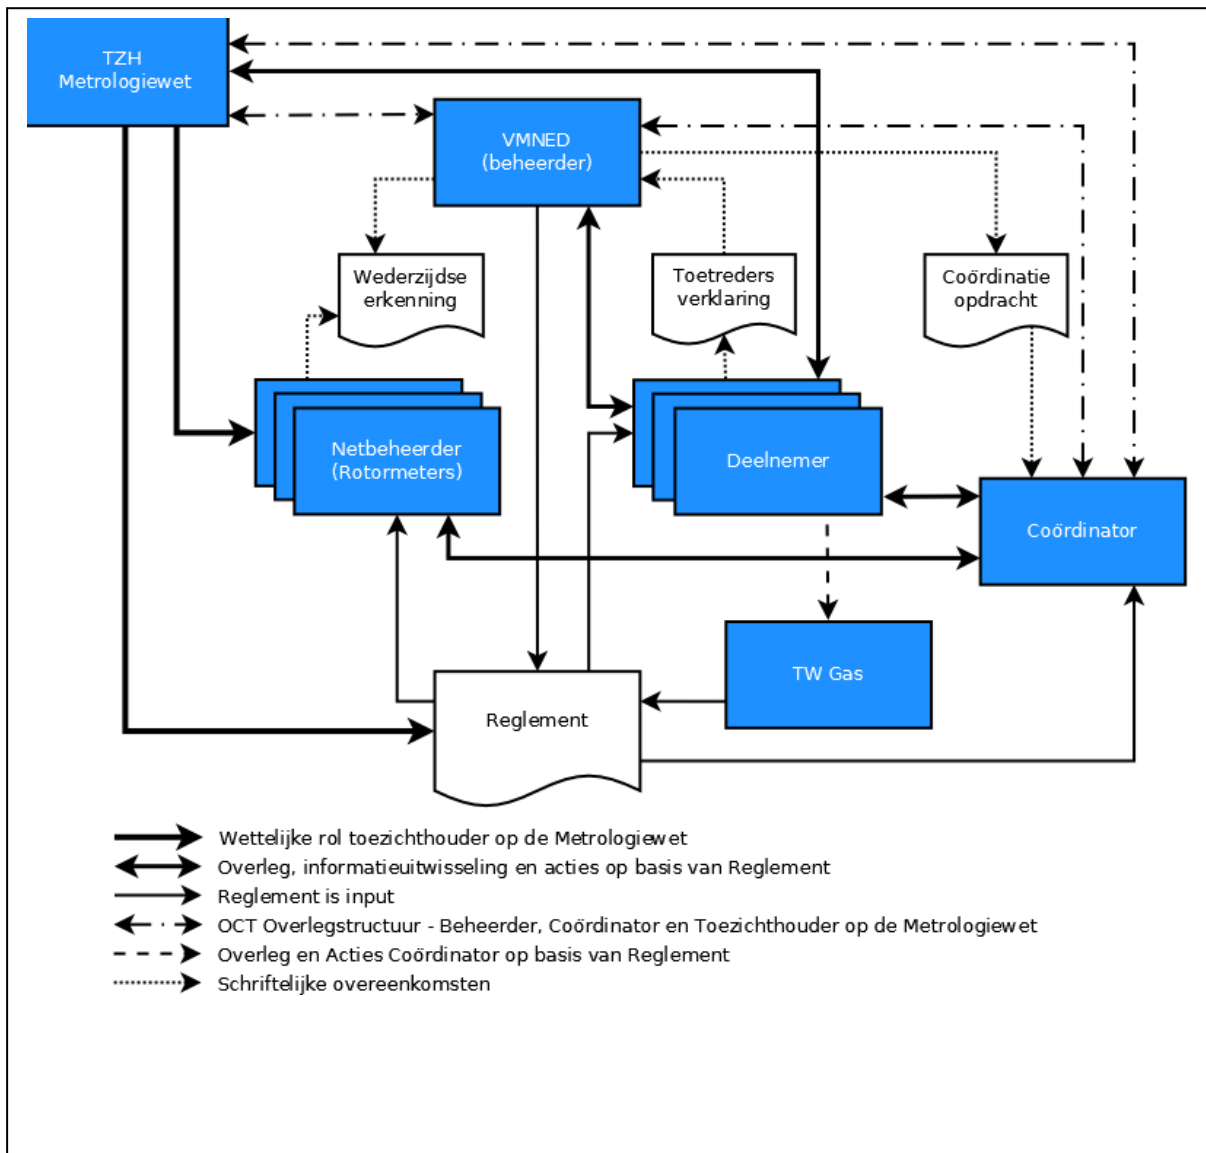 TZH
Metrologiewet
VMNED
(beheerder)
Wederzijdse
erkenning
Toetreders
verklaring
Coördinatie
opdracht
Netbeheerder
(Rotormeters)
Deelnemer
Coördinator
TW Gas
Reglement
Wettelijke rol toezichthouder op de Metrologiewet
Overleg, informatieuitwisseling en acties op basis van Reglement
Reglement is input
OCT Overlegstructuur - Beheerder, Coördinator en Toezichthouder op de Metrologiewet
Overleg en Acties Coördinator op basis van Reglement
Schriftelijke overeenkomsten